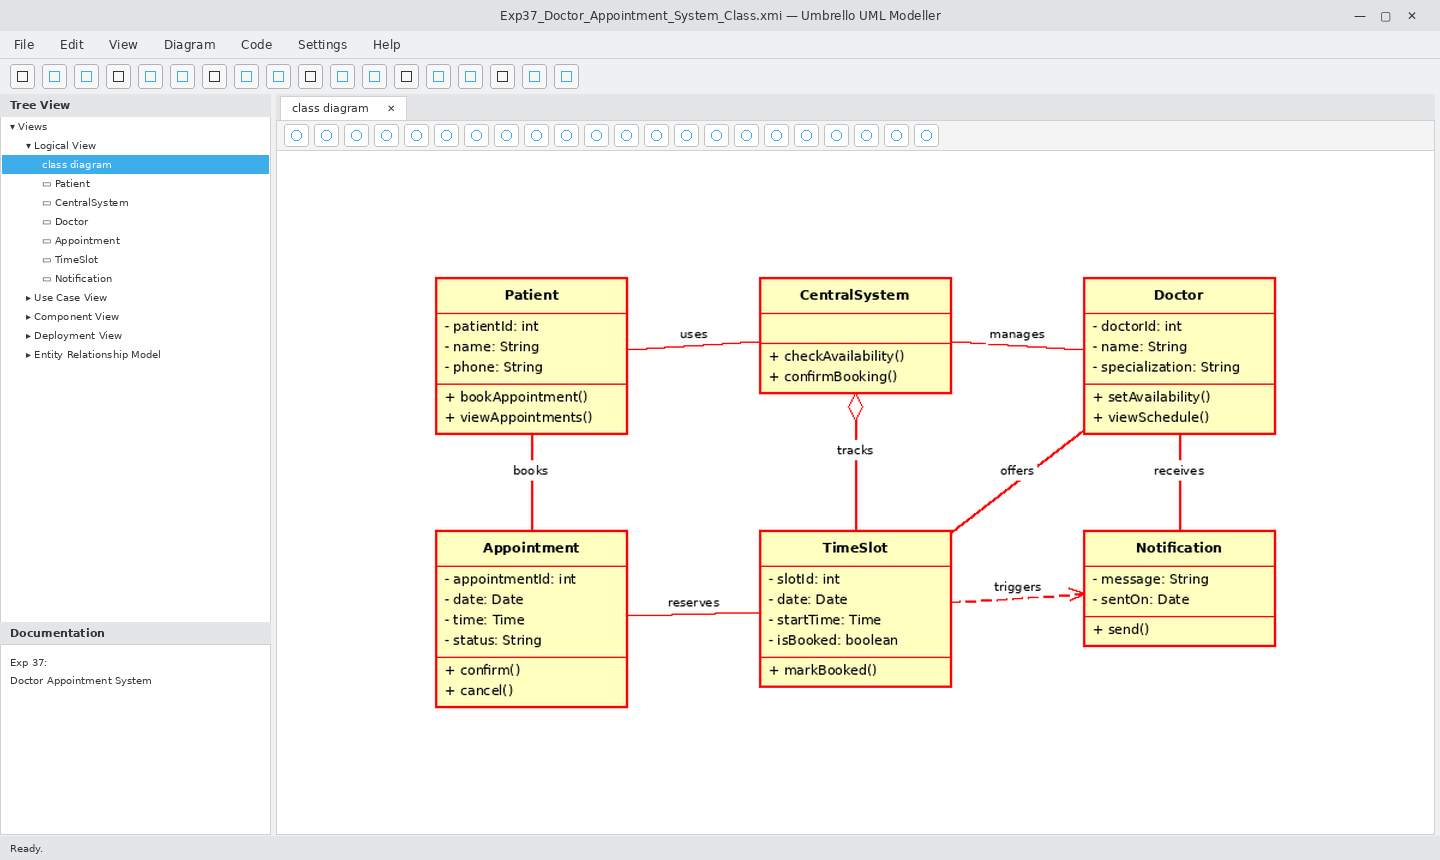 Exp37_Doctor_Appointment_System_Class.xmi — Umbrello UML Modeller
File Edit View Diagram Code Settings Help
Tree View
Views
Logical View
class diagram
Patient
CentralSystem
Doctor
Appointment
TimeSlot
Notification
Use Case View
Component View
Deployment View
Entity Relationship Model
Documentation
Exp 37:
Doctor Appointment System
class diagram
Patient
- patientId: int
- name: String
- phone: String
+ bookAppointment()
+ viewAppointments()
uses
CentralSystem
+ checkAvailability()
+ confirmBooking()
manages
Doctor
- doctorId: int
- name: String
- specialization: String
+ setAvailability()
+ viewSchedule()
books
tracks
offers
receives
Appointment
- appointmentId: int
- date: Date
- time: Time
- status: String
+ confirm()
+ cancel()
reserves
TimeSlot
- slotId: int
- date: Date
- startTime: Time
- isBooked: boolean
+ markBooked()
triggers
Notification
- message: String
- sentOn: Date
+ send()
Ready.